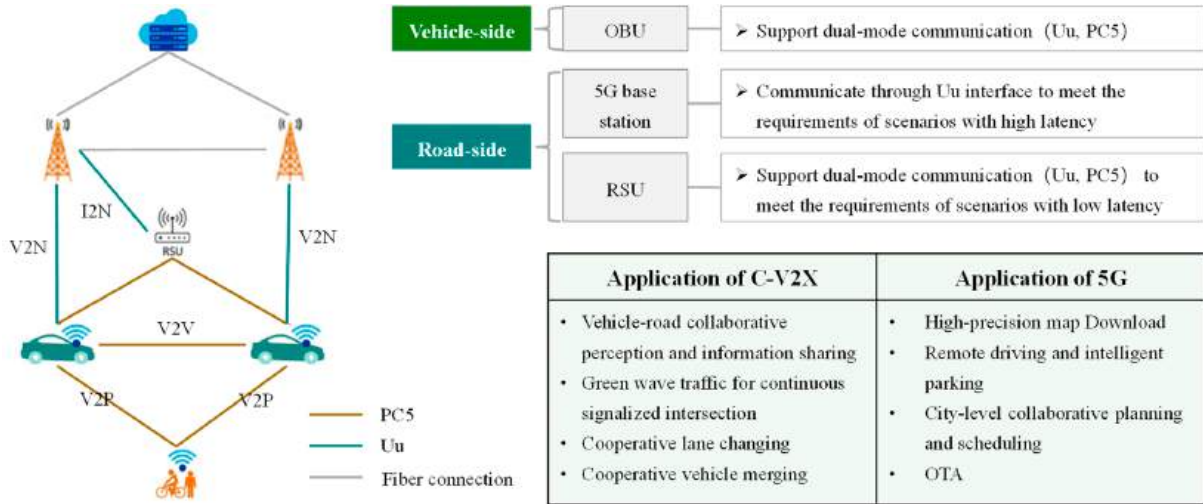 Vehicle-side
OBU
➢ Support dual-mode communication (Uu, PC5)
Road-side
5G base
station
➢ Communicate through Uu interface to meet the
requirements of scenarios with high latency
RSU
➢ Support dual-mode communication (Uu, PC5) to
meet the requirements of scenarios with low latency
I2N
V2N
V2N
RSU
V2V
V2P
V2P
PC5
Uu
Fiber connection
Application of C-V2X
• Vehicle-road collaborative
perception and information sharing
• Green wave traffic for continuous
signalized intersection
• Cooperative lane changing
• Cooperative vehicle merging
Application of 5G
• High-precision map Download
• Remote driving and intelligent
parking
• City-level collaborative planning
and scheduling
• OTA